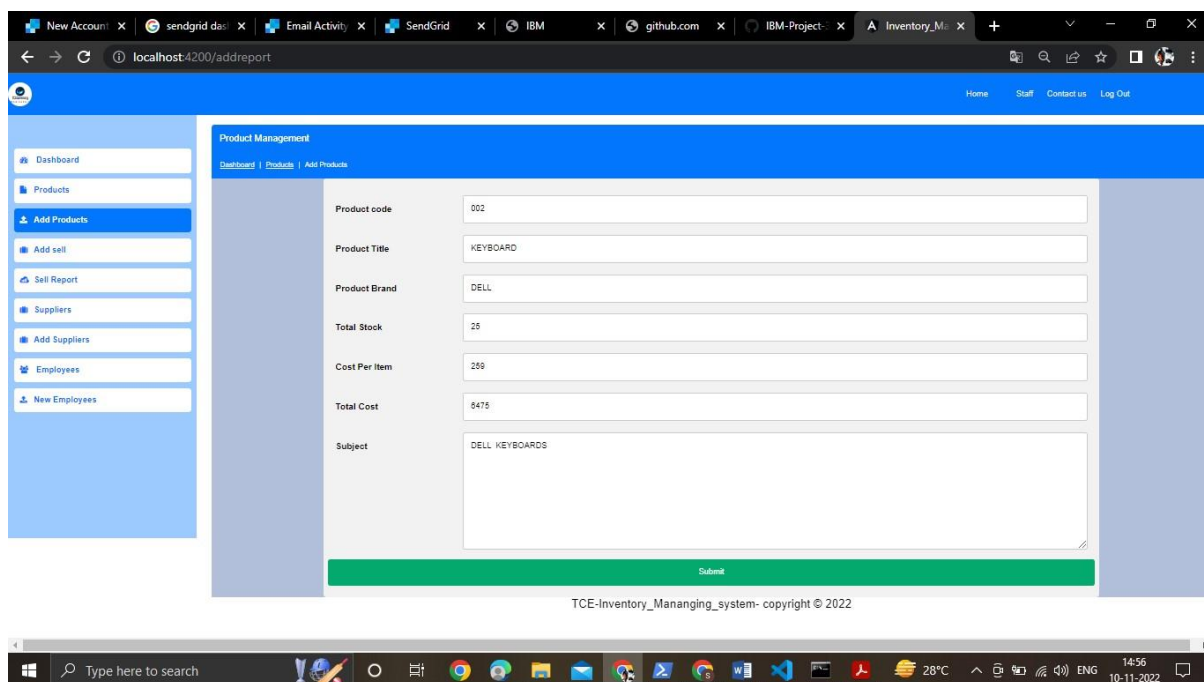 New Accoun
sendgrid das
Email Activity
SendGrid
IBM
github.com
IBM-Project-
Inventory_Ma
localhost:4200/addreport
Home Staff Contact us Log Out
Product Management
Dashboard | Products | Add Products
Dashboard
Products
Add Products
Add sell
Sell Report
Suppliers
Add Suppliers
Employees
New Employees
Product code 002
Product Title KEYBOARD
Product Brand DELL
Total Stock 25
Cost Per Item 259
Total Cost 6475
Subject DELL KEYBOARDS
Submit
TCE-Inventory_Mananging_system- copyright © 2022
Type here to search
28°C
ENG
14:56
10-11-2022